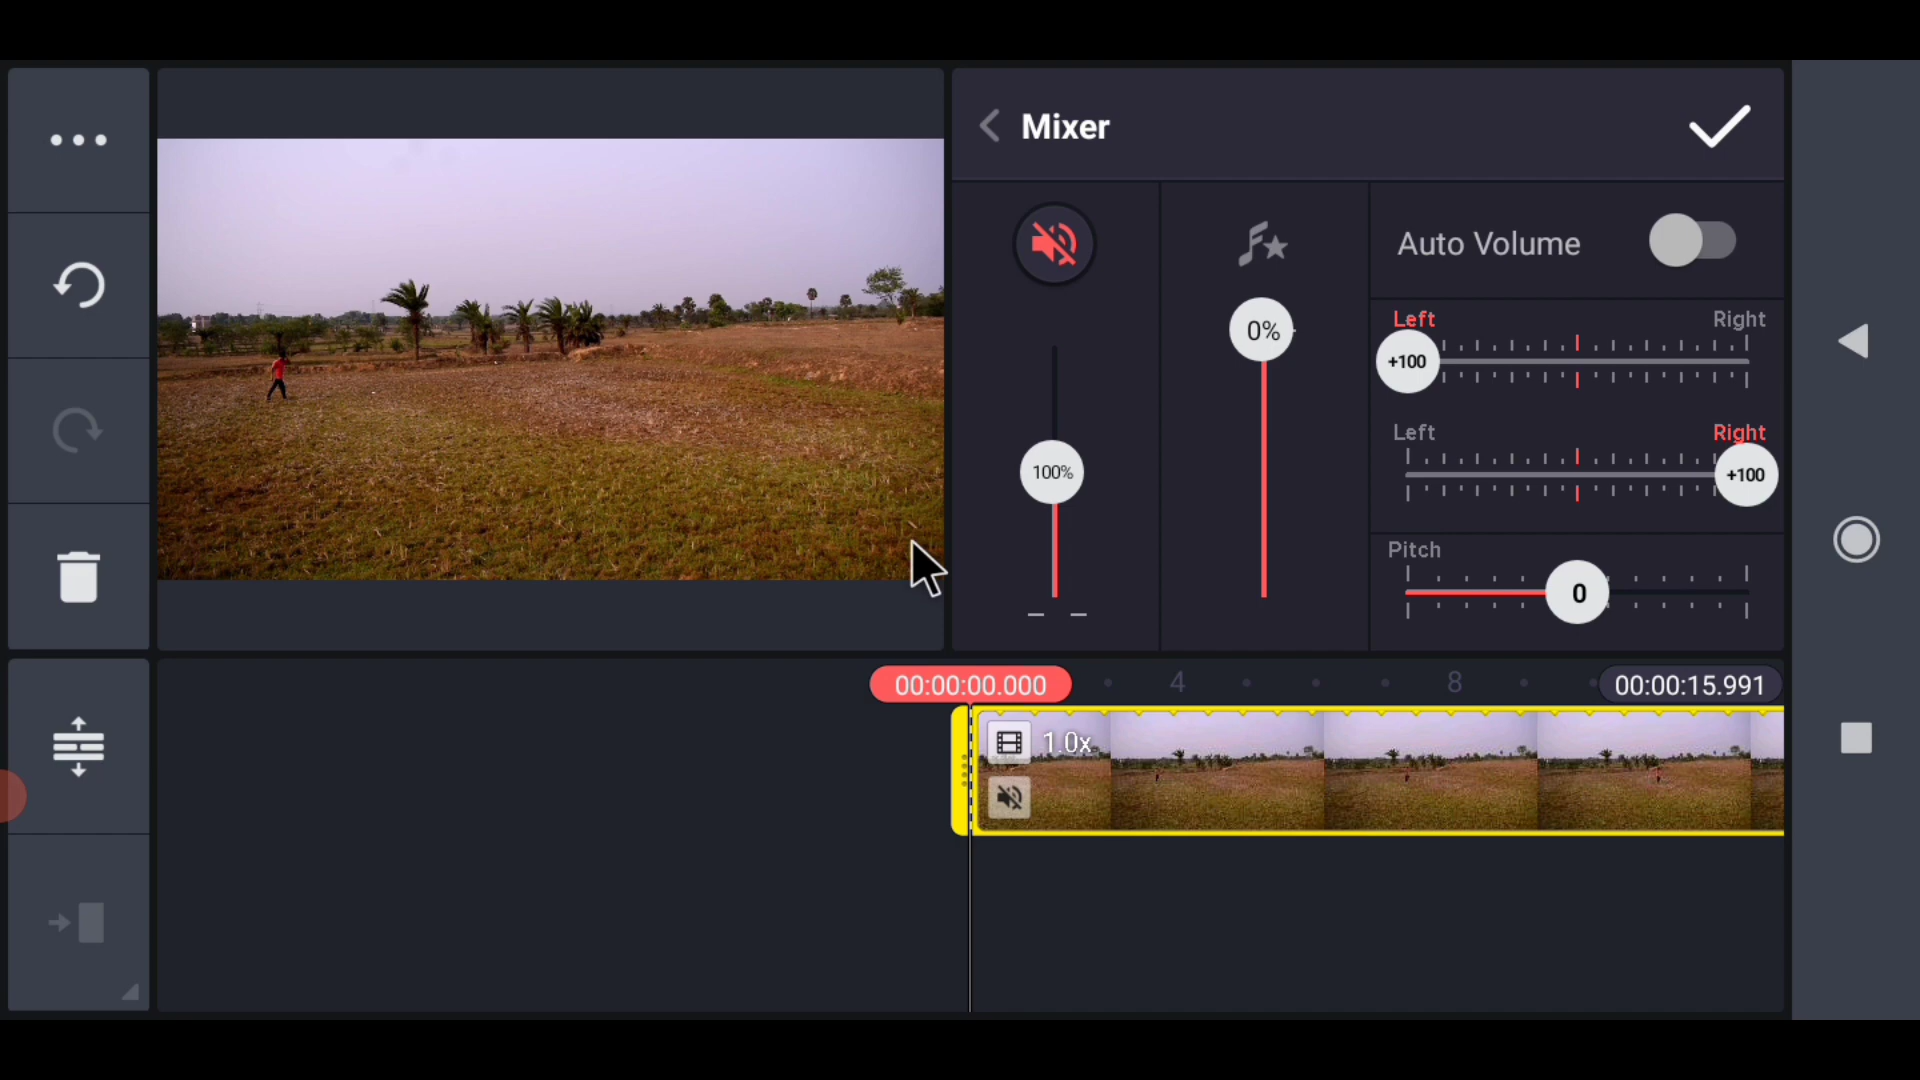 Mixer
Auto Volume
Left Right
+100
0%
Left Right
100%
+100
Pitch
0
00:00:00.000 4 8 00:00:15.991
1.0x